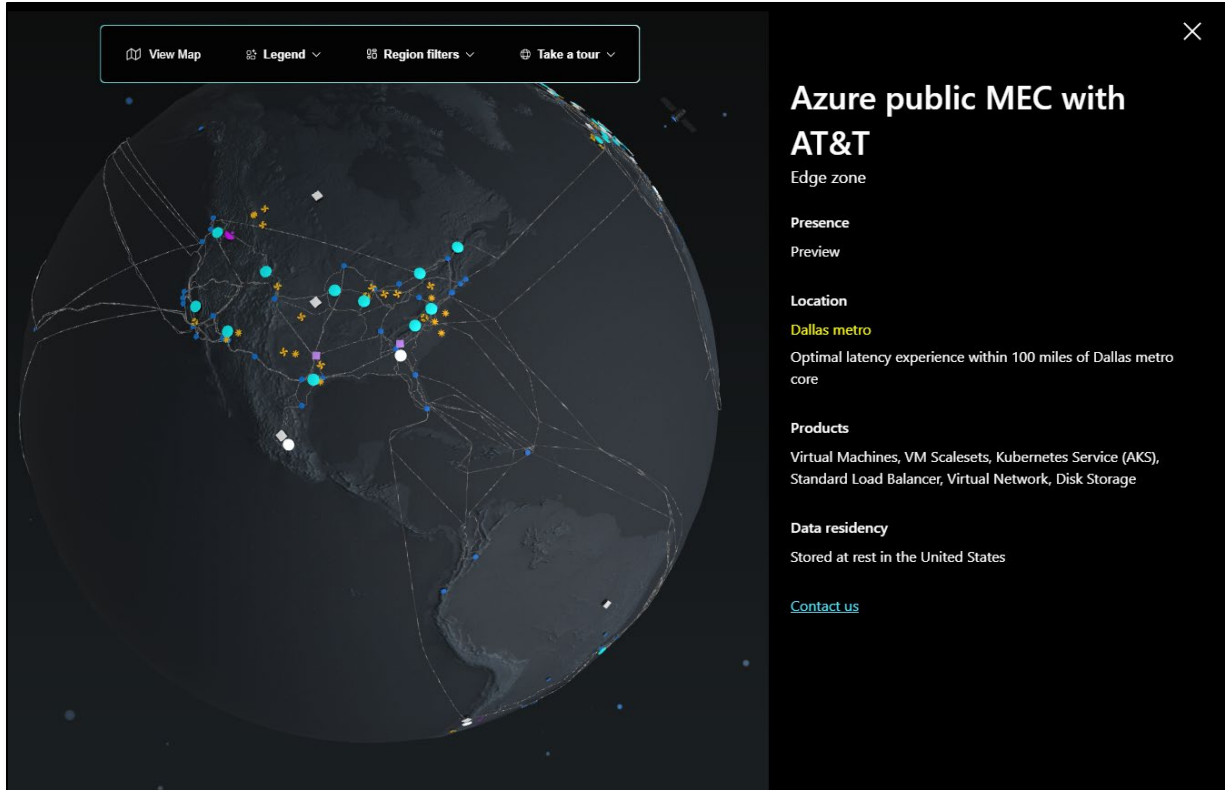 View Map
Legend
Region filters
Take a tour
Azure public MEC with
AT&T
Edge zone
Presence
Preview
Location
Dallas metro
Optimal latency experience within 100 miles of Dallas metro
core
Products
Virtual Machines, VM Scalesets, Kubernetes Service (AKS),
Standard Load Balancer, Virtual Network, Disk Storage
Data residency
Stored at rest in the United States
Contact us